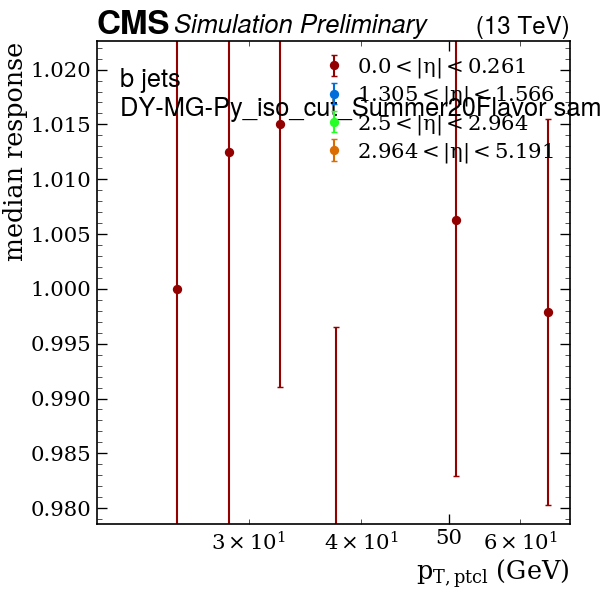 CMS Simulation Preliminary (13 TeV)
b jets
DY-MG-Py_iso_cut_Summer20Flavor sam
0.0 < |η| < 0.261
1.305 < |η| < 1.566
2.5 < |η| < 2.964
2.964 < |η| < 5.191
median response
1.020
1.015
1.010
1.005
1.000
0.995
0.990
0.985
0.980
3 × 10¹ 4 × 10¹ 50 6 × 10¹
p_T, ptcl (GeV)